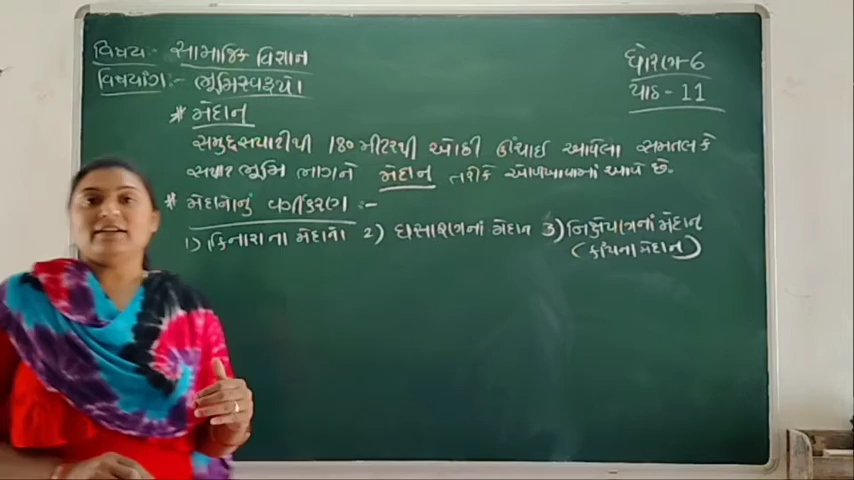 વિષય:- સામાજિક વિજ્ઞાન
ધોરણ-6
વિષયાંગ:- ભૂમિસ્વરૂપો
પાઠ - 11
* મેદાન
સમુદ્રસપાટીથી 180 મીટરથી ઓછી ઊંચાઈ આવેલા સમતલ કે
સપાટ ભૂમિ ભાગને મેદાન તરીકે ઓળખવામાં આવે છે.
* મેદાનોનું વર્ગીકરણ :-
1) કિનારાના મેદાનો 2) ઘસારણનાં મેદાન 3) નિક્ષેપણનાં મેદાન
(કાંપના મેદાન)